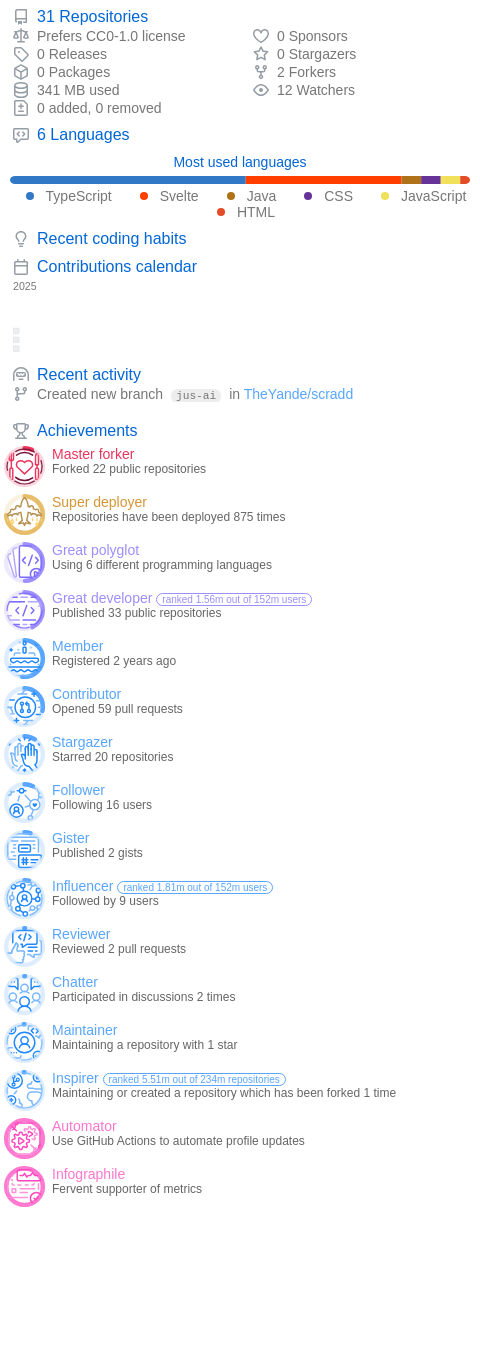 31 Repositories
Prefers CC0-1.0 license
0 Sponsors
0 Releases
0 Stargazers
0 Packages
2 Forkers
341 MB used
12 Watchers
0 added, 0 removed
6 Languages
Most used languages
TypeScript Svelte Java CSS JavaScript
HTML
Recent coding habits
Contributions calendar
2025
Recent activity
Created new branch jus-ai in TheYande/scradd
Achievements
Master forker
Forked 22 public repositories
Super deployer
Repositories have been deployed 875 times
Great polyglot
Using 6 different programming languages
Great developer ranked 1.56m out of 152m users
Published 33 public repositories
Member
Registered 2 years ago
Contributor
Opened 59 pull requests
Stargazer
Starred 20 repositories
Follower
Following 16 users
Gister
Published 2 gists
Influencer ranked 1.81m out of 152m users
Followed by 9 users
Reviewer
Reviewed 2 pull requests
Chatter
Participated in discussions 2 times
Maintainer
Maintaining a repository with 1 star
Inspirer ranked 5.51m out of 234m repositories
Maintaining or created a repository which has been forked 1 time
Automator
Use GitHub Actions to automate profile updates
Infographile
Fervent supporter of metrics